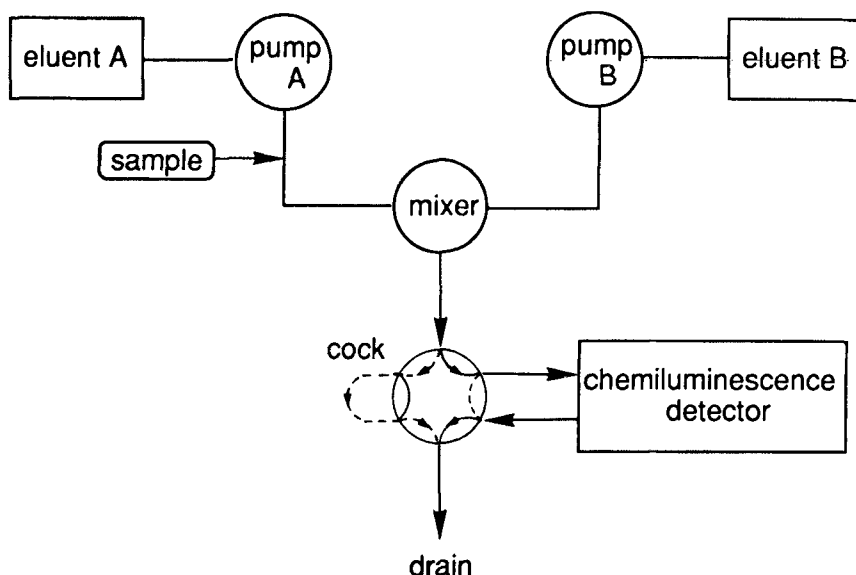 eluent A
pump
A
pump
B
eluent B
sample
mixer
cock
chemiluminescence
detector
drain